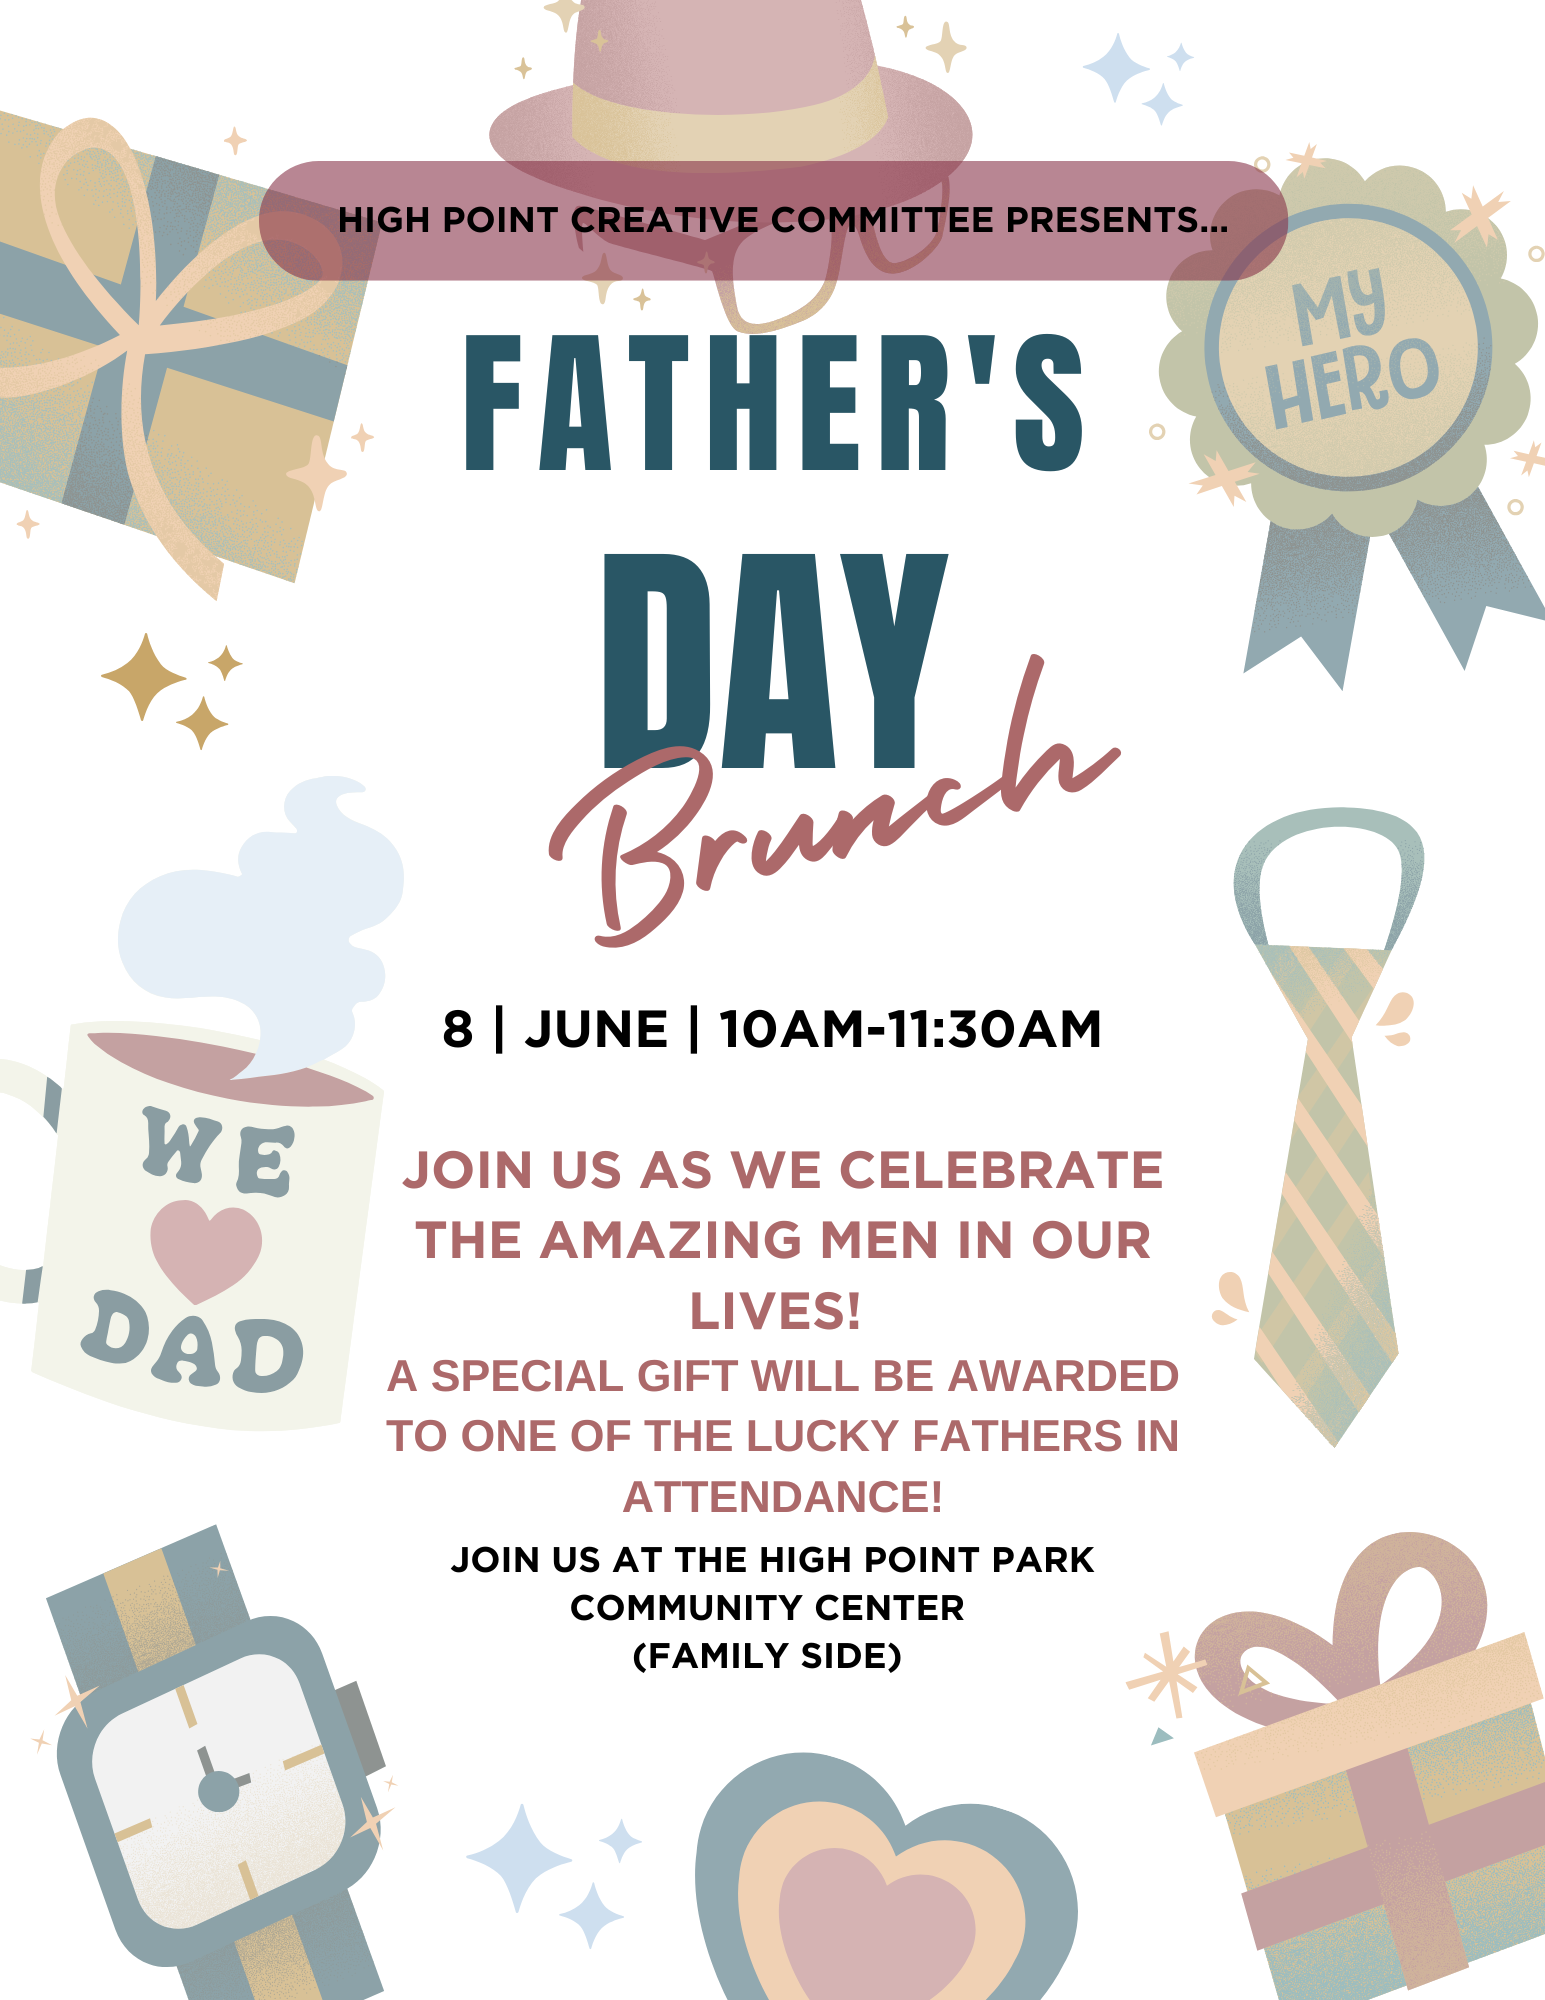 HIGH POINT CREATIVE COMMITTEE PRESENTS...
MY
HERO
FATHER'S
DAY
Brunch
8 | JUNE | 10AM-11:30AM
WE
DAD
JOIN US AS WE CELEBRATE
THE AMAZING MEN IN OUR
LIVES!
A SPECIAL GIFT WILL BE AWARDED
TO ONE OF THE LUCKY FATHERS IN
ATTENDANCE!
JOIN US AT THE HIGH POINT PARK
COMMUNITY CENTER
(FAMILY SIDE)